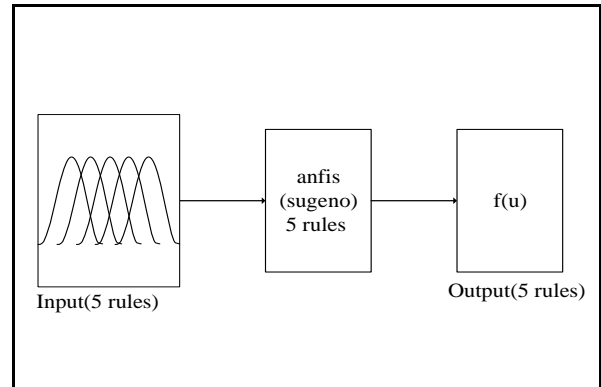 anfis
(sugeno)
5 rules
f(u)
Input(5 rules)
Output(5 rules)